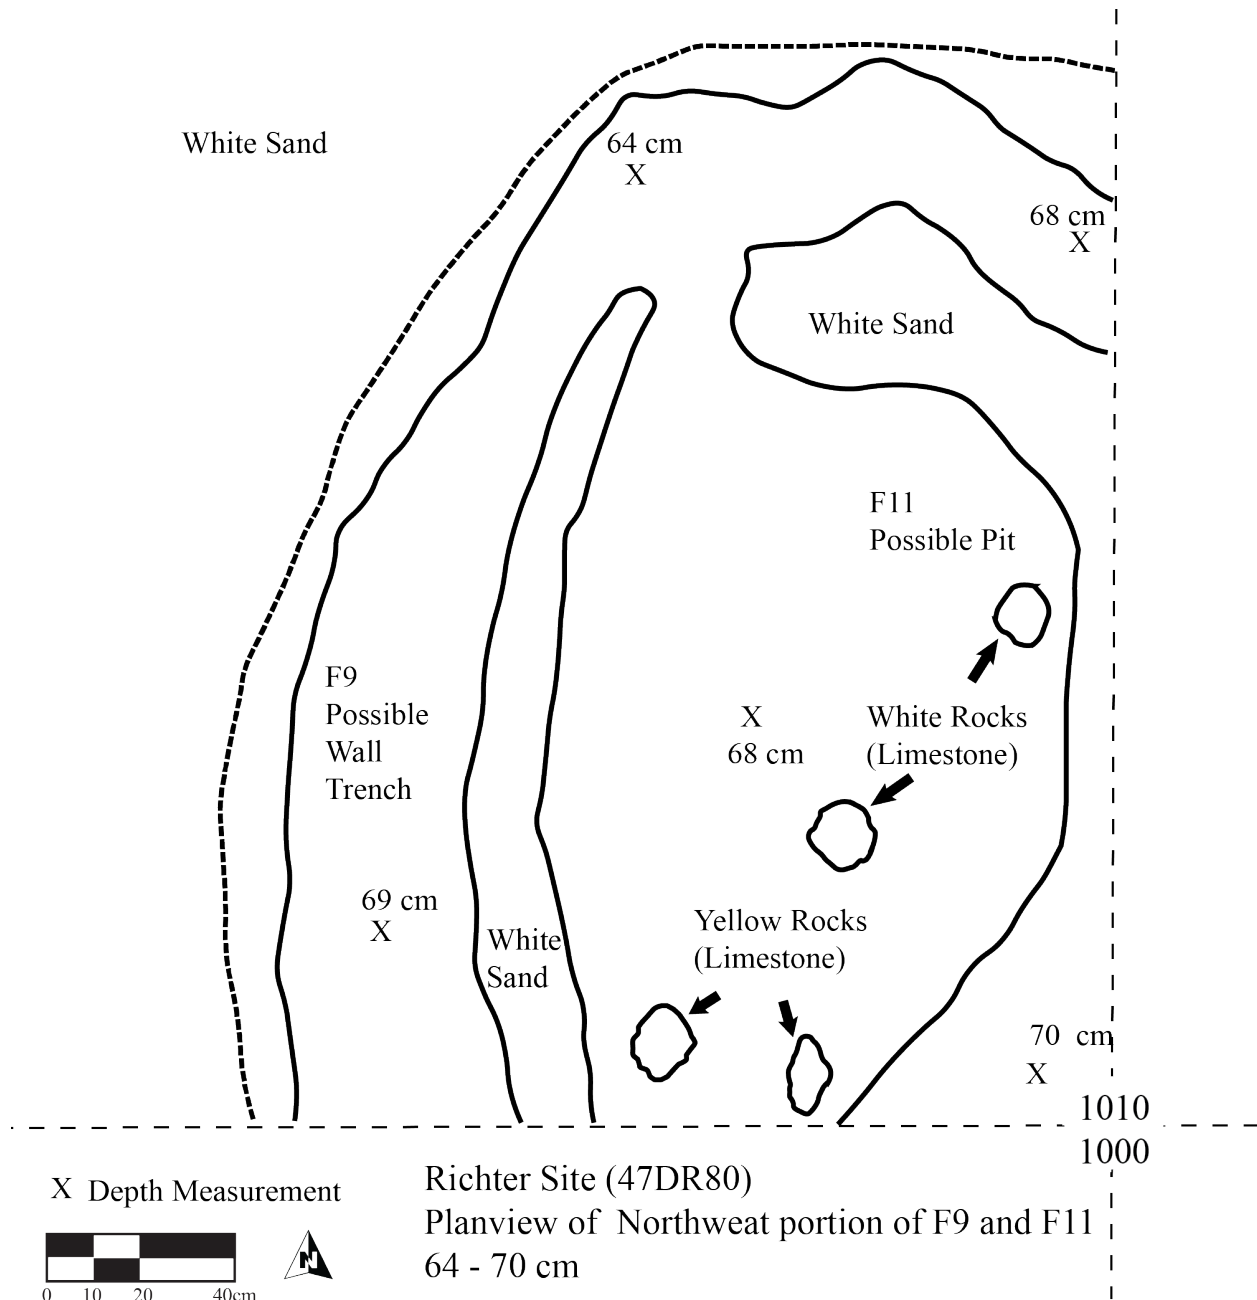 White Sand
64 cm
X
68 cm
X
White Sand
F11
Possible Pit
F9
Possible
Wall
Trench
X
68 cm
White Rocks
(Limestone)
69 cm
X
Yellow Rocks
(Limestone)
White
Sand
70 cm
X
1010
1000
X Depth Measurement
Richter Site (47DR80)
Planview of Northweat portion of F9 and F11
64 - 70 cm
N
0 10 20 40cm